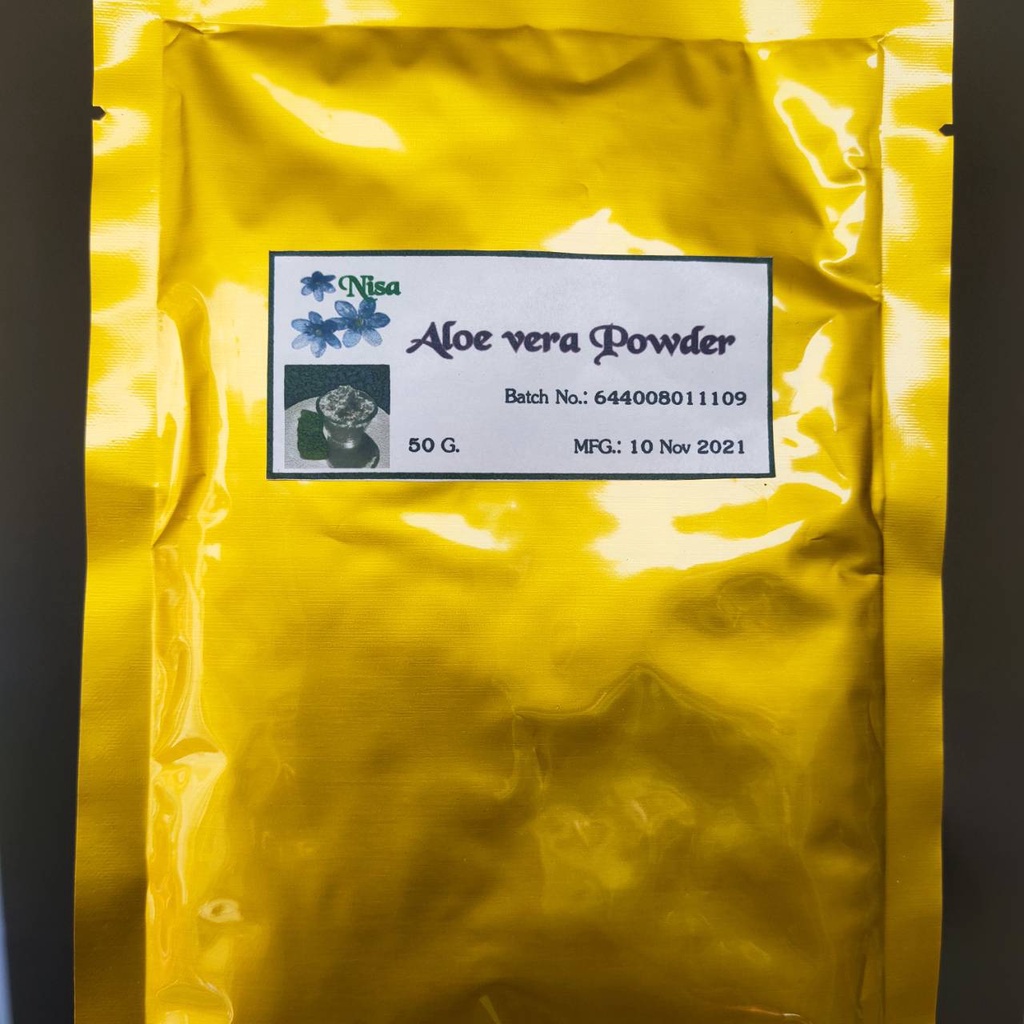 Nisa
Aloe vera Powder
Batch No.: 644008011109
50 G. MFG.: 10 Nov 2021